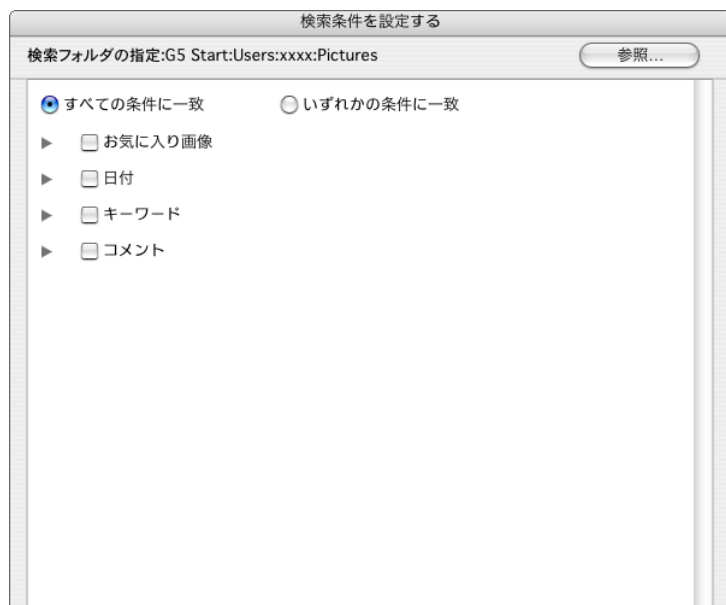 検索条件を設定する
検索フォルダの指定:G5 Start:Users:xxxx:Pictures 参照...
すべての条件に一致 いずれかの条件に一致
お気に入り画像
日付
キーワード
コメント